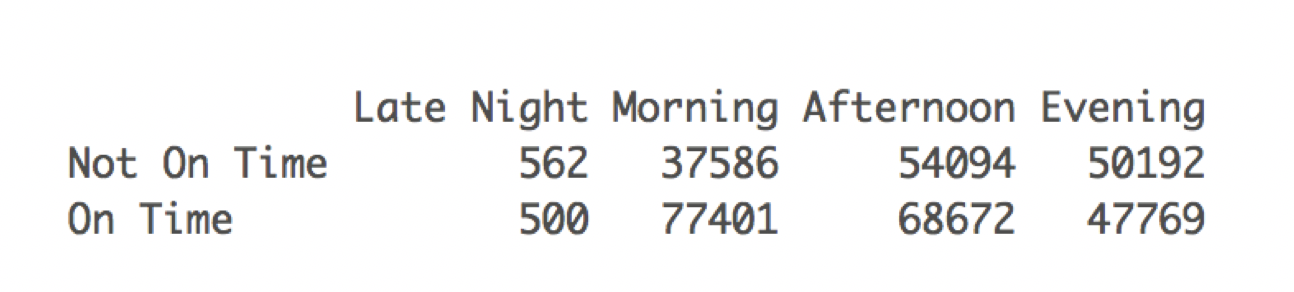 Late Night Morning Afternoon Evening
Not On Time 562 37586 54094 50192
On Time 500 77401 68672 47769